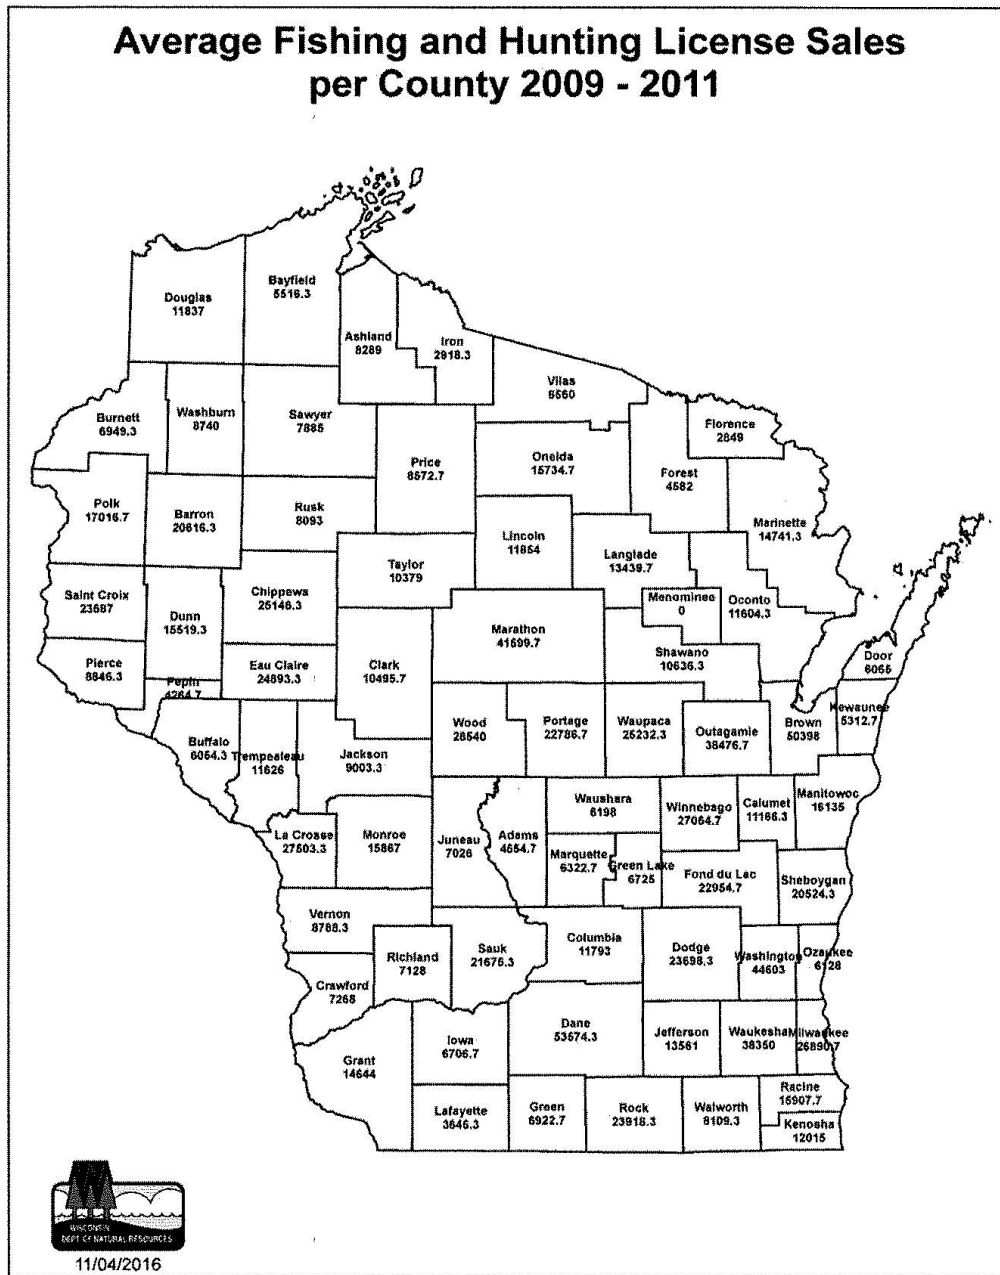 Average Fishing and Hunting License Sales
per County 2009 - 2011
Douglas
11837
Bayfield
5516.3
Ashland
8289
Iron
2918.3
Vilas
Burnett
6949.3
Washburn
8740
Sawyer
7885
Price
8572.7
Oneida
15734.7
Florence
2849
Forest
4582
Polk
17016.7
Barron
20616.3
Rusk
8093
Lincoln
11854
Langlade
13439.7
Marinette
14741.3
Taylor
10379
Saint Croix
23687
Dunn
15519.3
Chippewa
25146.3
Marathon
41699.7
Menominee
0
Oconto
11604.3
Pierce
8846.3
Pepin
4264.7
Eau Claire
24893.3
Clark
10495.7
Shawano
10636.3
Door
6065
Buffalo
6054.3
Trempealeau
11626
Jackson
9003.3
Wood
28540
Portage
22786.7
Waupaca
25232.3
Outagamie
38476.7
Brown
50398
Kewaunee
5312.7
La Crosse
27503.3
Monroe
15867
Juneau
7026
Adams
4654.7
Waushara
6198
Winnebago
27064.7
Calumet
11166.3
Manitowoc
16135
Marquette
6322.7
Green Lake
6725
Fond du Lac
22954.7
Sheboygan
20524.3
Vernon
8788.3
Richland
7128
Sauk
21675.3
Columbia
11793
Dodge
23698.3
Washington
44603
Ozaukee
6128
Crawford
7268
Grant
14644
Iowa
6706.7
Dane
53574.3
Jefferson
13561
Waukesha
38350
Milwaukee
26890.7
Lafayette
3646.3
Green
6922.7
Rock
23918.3
Walworth
8109.3
Racine
15907.7
Kenosha
12015
WISCONSIN
DEPT. OF NATURAL RESOURCES
11/04/2016